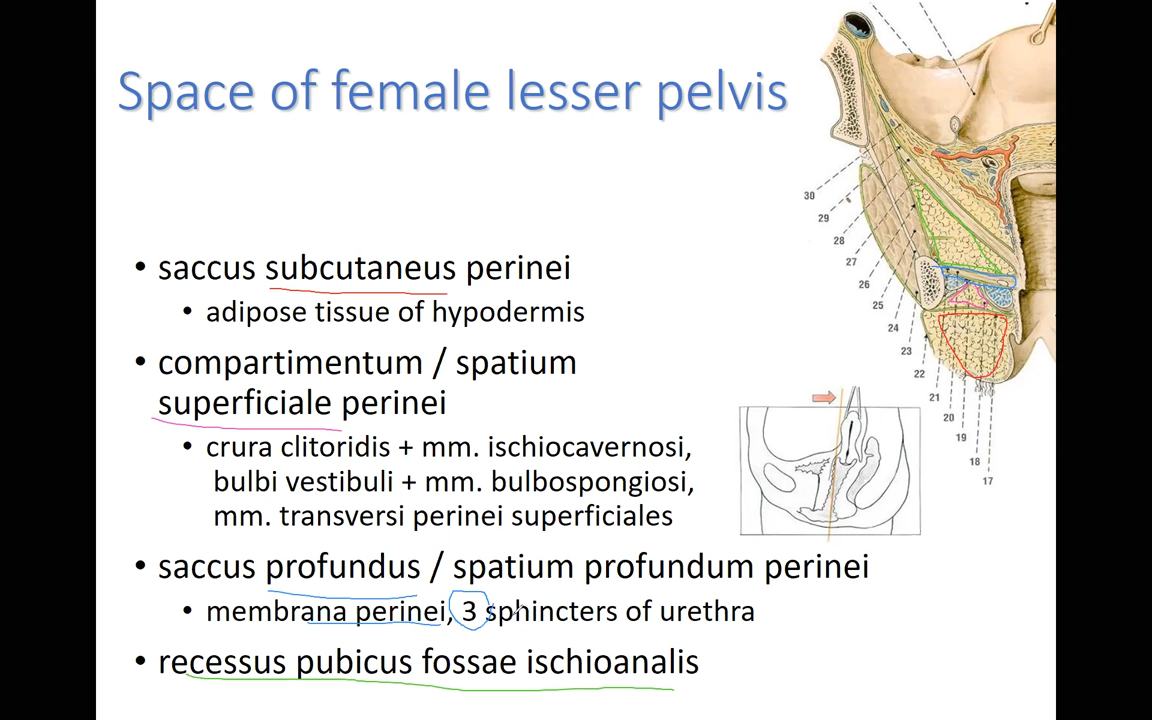 Space of female lesser pelvis
• saccus subcutaneus perinei
• adipose tissue of hypodermis
• compartimentum / spatium
superficiale perinei
• crura clitoridis + mm. ischiocavernosi,
bulbi vestibuli + mm. bulbospongiosi,
mm. transversi perinei superficiales
• saccus profundus / spatium profundum perinei
• membrana perinei, 3 sphincters of urethra
• recessus pubicus fossae ischioanalis
30
29
28
27
26
25
24
23
22
21
20
19
18
17